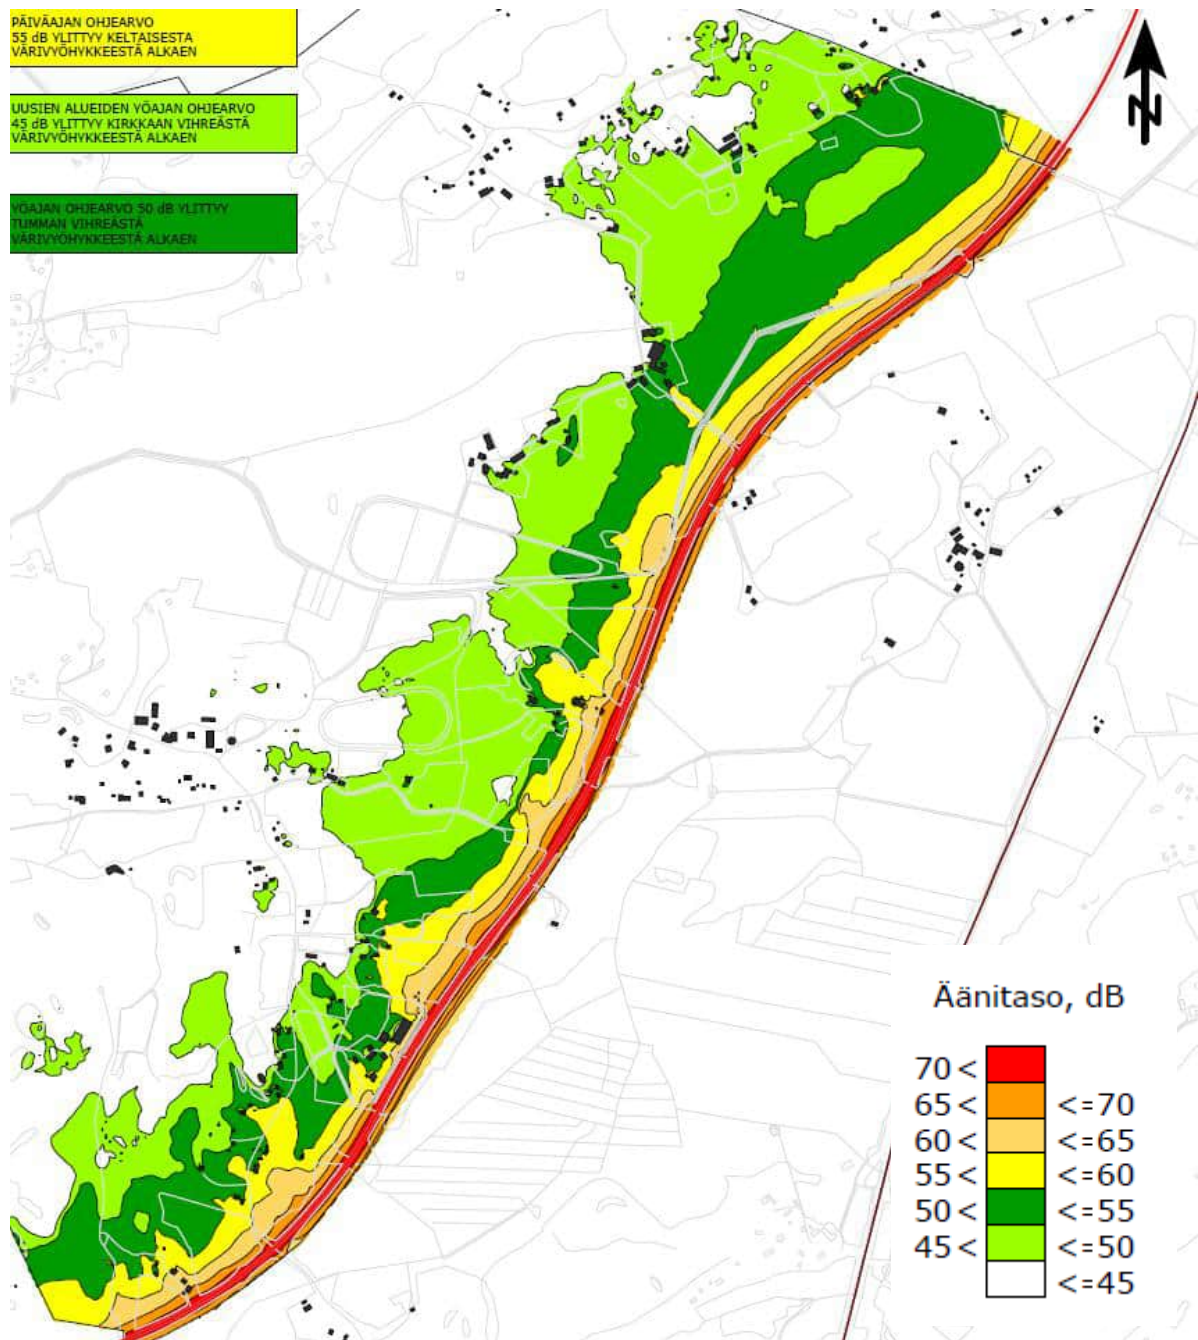 PÄIVÄAJAN OHJEARVO
55 dB YLITTYY KELTAISESTA
VÄRIVYÖHYKKEESTÄ ALKAEN
UUSIEN ALUEIDEN YÖAJAN OHJEARVO
45 dB YLITTYY KIRKKAAN VIHREÄSTÄ
VÄRIVYÖHYKKEESTÄ ALKAEN
YÖAJAN OHJEARVO 50 dB YLITTYY
TUMMAN VIHREÄSTÄ
VÄRIVYÖHYKKEESTÄ ALKAEN
N
Äänitaso, dB
70 <
65 < <=70
60 < <=65
55 < <=60
50 < <=55
45 < <=50
<=45